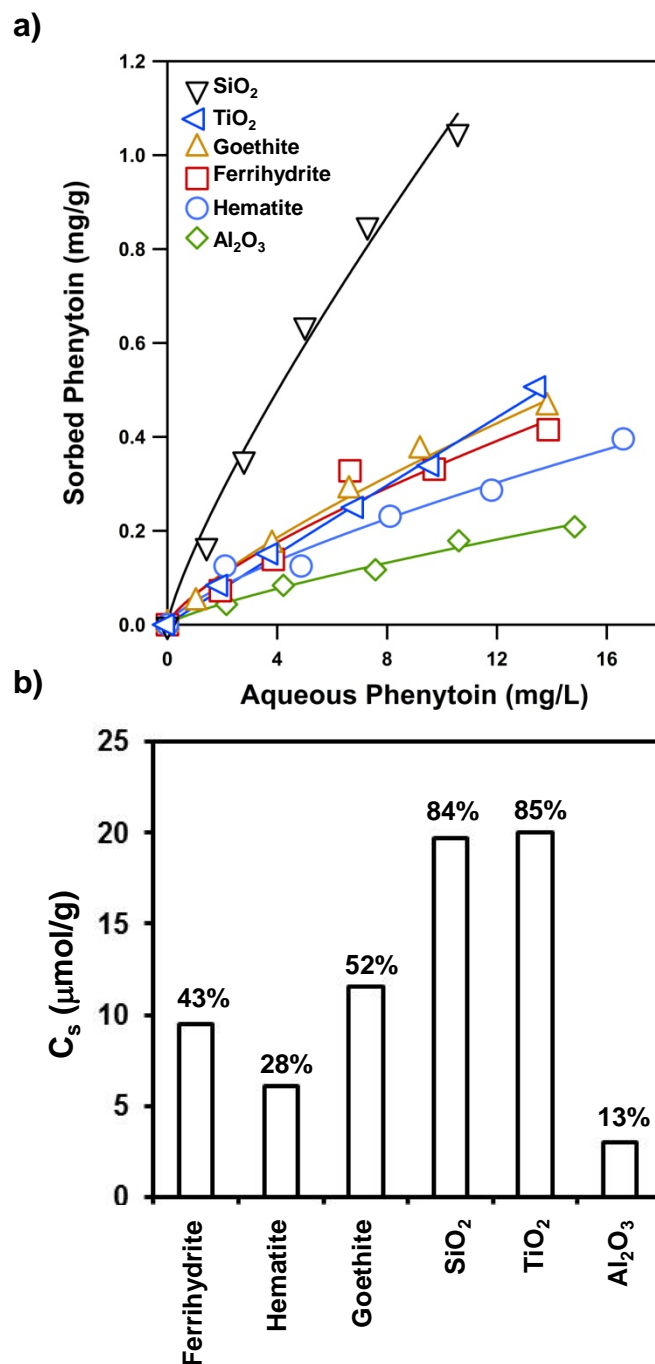 a)
1.2
1.0
0.8
0.6
0.4
0.2
0.0
Sorbed Phenytoin (mg/g)
SiO₂
TiO₂
Goethite
Ferrihydrite
Hematite
Al₂O₃
0 4 8 12 16
Aqueous Phenytoin (mg/L)
b)
25
20
15
10
5
0
Cₛ (µmol/g)
43%
28%
52%
84%
85%
13%
Ferrihydrite
Hematite
Goethite
SiO₂
TiO₂
Al₂O₃